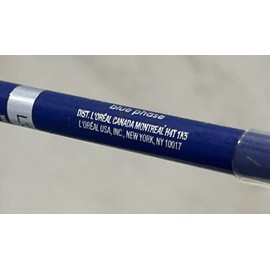 blue phase
DIST. L'ORÉAL CANADA MONTREAL H4T 1K5
L'ORÉAL USA, INC., NEW YORK, NY 10017
L